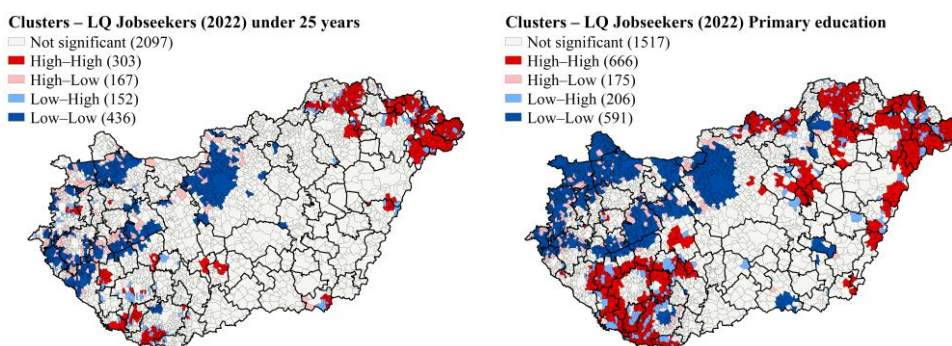 Clusters – LQ Jobseekers (2022) under 25 years
Not significant (2097)
High–High (303)
High–Low (167)
Low–High (152)
Low–Low (436)
Clusters – LQ Jobseekers (2022) Primary education
Not significant (1517)
High–High (666)
High–Low (175)
Low–High (206)
Low–Low (591)